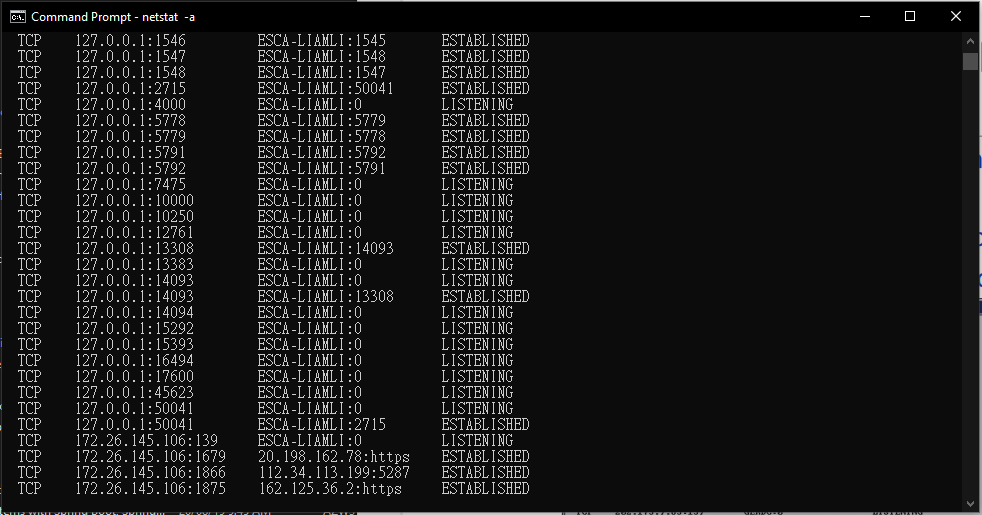 Command Prompt - netstat -a
TCP 127.0.0.1:1546 ESCA-LIAMLI:1545 ESTABLISHED
TCP 127.0.0.1:1547 ESCA-LIAMLI:1548 ESTABLISHED
TCP 127.0.0.1:1548 ESCA-LIAMLI:1547 ESTABLISHED
TCP 127.0.0.1:2715 ESCA-LIAMLI:50041 ESTABLISHED
TCP 127.0.0.1:4000 ESCA-LIAMLI:0 LISTENING
TCP 127.0.0.1:5778 ESCA-LIAMLI:5779 ESTABLISHED
TCP 127.0.0.1:5779 ESCA-LIAMLI:5778 ESTABLISHED
TCP 127.0.0.1:5791 ESCA-LIAMLI:5792 ESTABLISHED
TCP 127.0.0.1:5792 ESCA-LIAMLI:5791 ESTABLISHED
TCP 127.0.0.1:7475 ESCA-LIAMLI:0 LISTENING
TCP 127.0.0.1:10000 ESCA-LIAMLI:0 LISTENING
TCP 127.0.0.1:10250 ESCA-LIAMLI:0 LISTENING
TCP 127.0.0.1:12761 ESCA-LIAMLI:0 LISTENING
TCP 127.0.0.1:13308 ESCA-LIAMLI:14093 ESTABLISHED
TCP 127.0.0.1:13383 ESCA-LIAMLI:0 LISTENING
TCP 127.0.0.1:14093 ESCA-LIAMLI:0 LISTENING
TCP 127.0.0.1:14093 ESCA-LIAMLI:13308 ESTABLISHED
TCP 127.0.0.1:14094 ESCA-LIAMLI:0 LISTENING
TCP 127.0.0.1:15292 ESCA-LIAMLI:0 LISTENING
TCP 127.0.0.1:15393 ESCA-LIAMLI:0 LISTENING
TCP 127.0.0.1:16494 ESCA-LIAMLI:0 LISTENING
TCP 127.0.0.1:17600 ESCA-LIAMLI:0 LISTENING
TCP 127.0.0.1:45623 ESCA-LIAMLI:0 LISTENING
TCP 127.0.0.1:50041 ESCA-LIAMLI:0 LISTENING
TCP 127.0.0.1:50041 ESCA-LIAMLI:2715 ESTABLISHED
TCP 172.26.145.106:139 ESCA-LIAMLI:0 LISTENING
TCP 172.26.145.106:1679 20.198.162.78:https ESTABLISHED
TCP 172.26.145.106:1866 112.34.113.199:5287 ESTABLISHED
TCP 172.26.145.106:1875 162.125.36.2:https ESTABLISHED